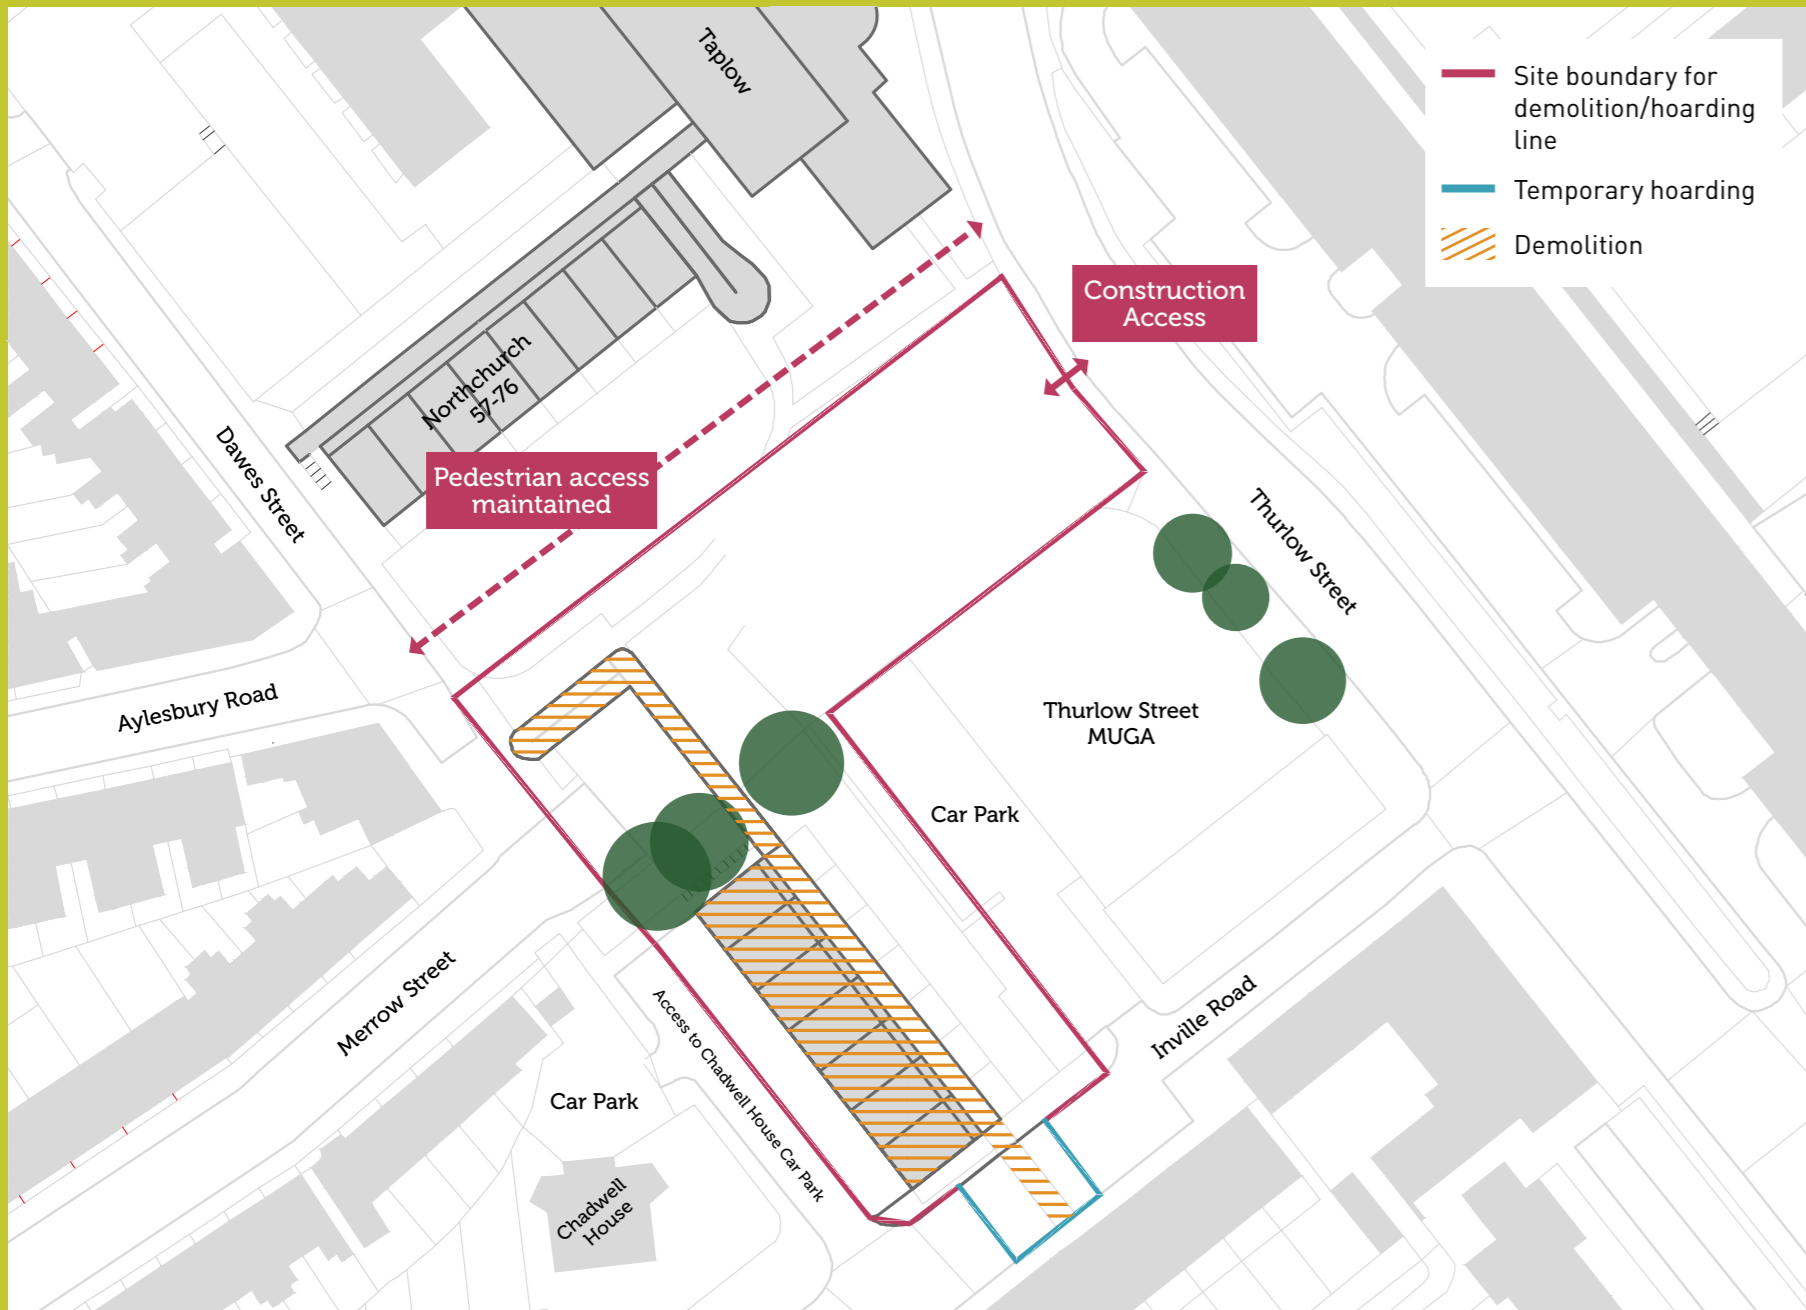 Taplow
Site boundary for
demolition/hoarding
line
Temporary hoarding
Demolition
Construction
Access
Northchurch
57-76
Pedestrian access
maintained
Dawes Street
Thurlow Street
Aylesbury Road
Thurlow Street
MUGA
Car Park
Merrow Street
Access to Chadwell House Car Park
Inville Road
Car Park
Chadwell
House